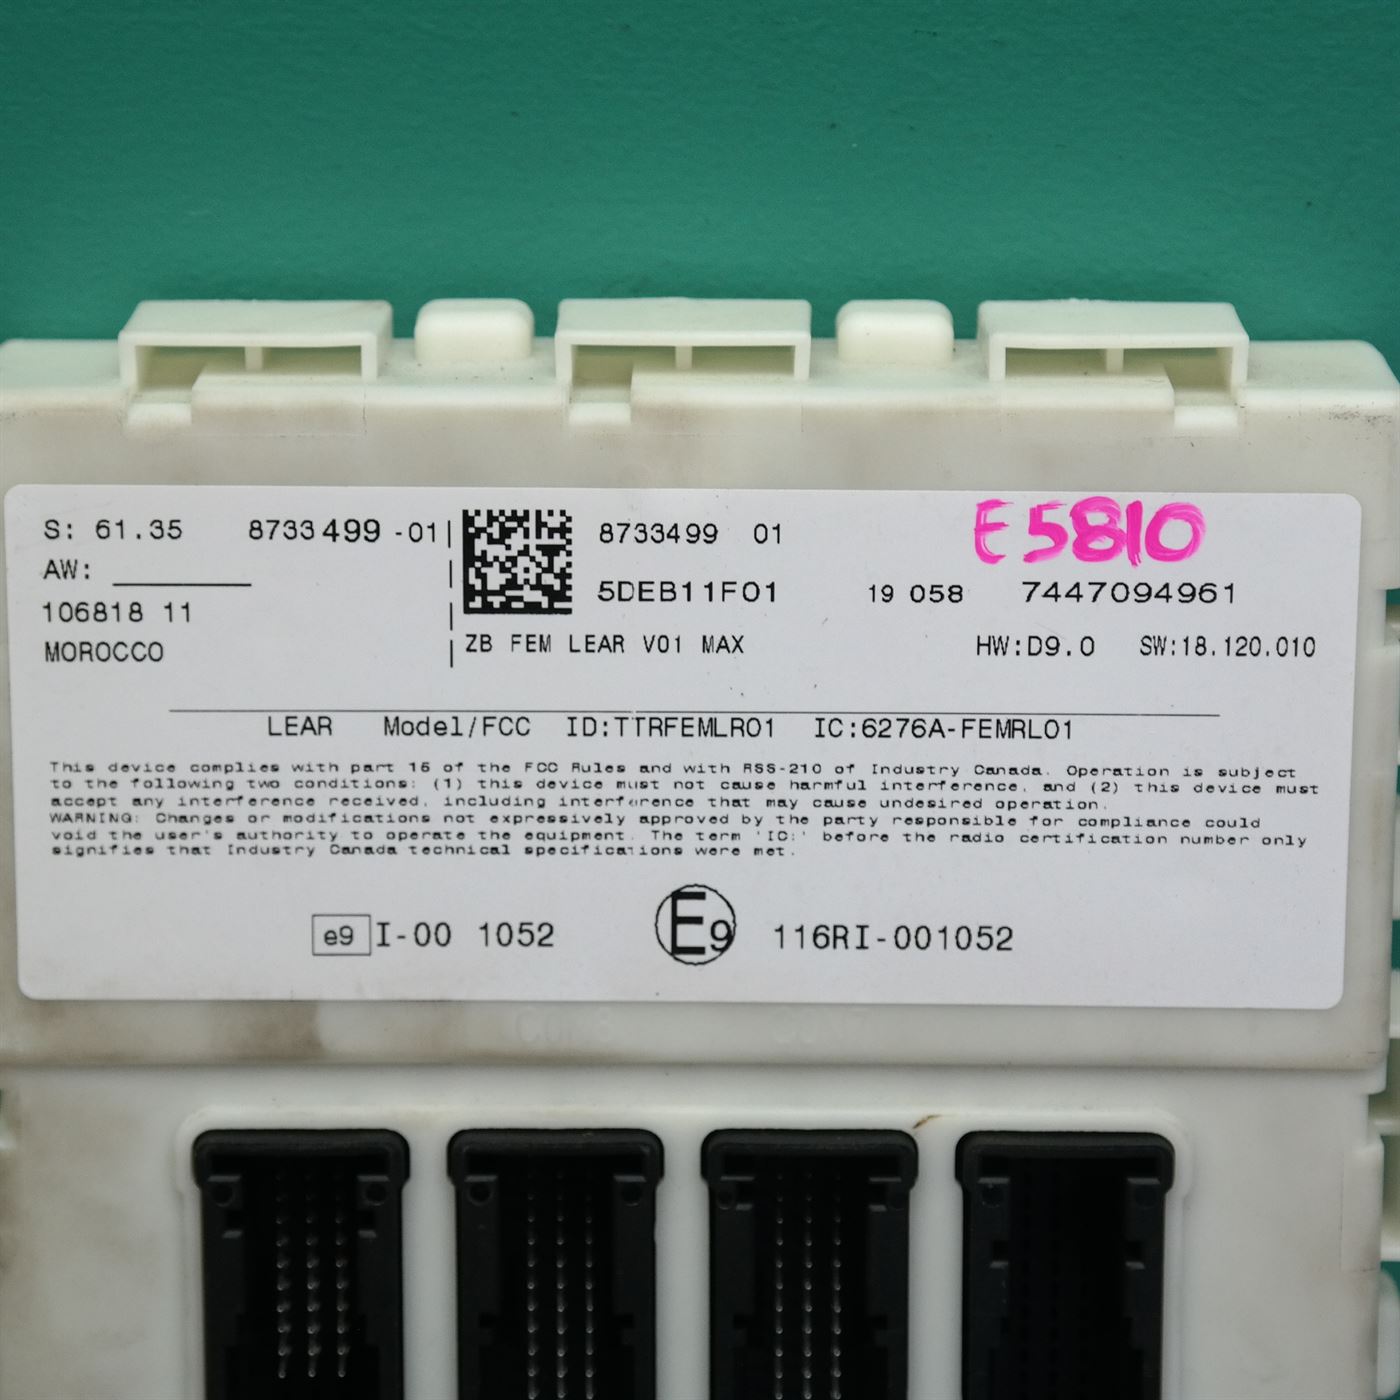 S: 61.35 8733 499 -01
AW:
106818 11
MOROCCO
8733499 01
E5810
5DEB11F01 19 058 7447094961
ZB FEM LEAR V01 MAX HW:D9.0 SW:18.120.010
LEAR Model/FCC ID:TTRFEMLR01 IC:6276A-FEMRL01
This device complies with part 15 of the FCC Rules and with RSS-210 of Industry Canada. Operation is subject
to the following two conditions: (1) this device must not cause harmful interference, and (2) this device must
accept any interference received, including interference that may cause undesired operation.
WARNING: Changes or modifications not expressively approved by the party responsible for compliance could
void the user's authority to operate the equipment. The term 'IC:' before the radio certification number only
signifies that Industry Canada technical specifications were met.
e9 I-00 1052 E9 116RI-001052